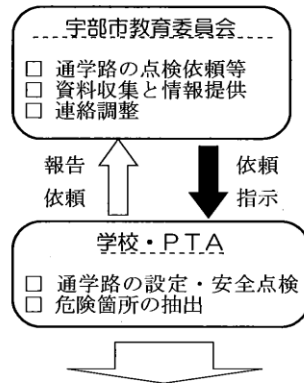 宇部市教育委員会
□ 通学路の点検依頼等
□ 資料収集と情報提供
□ 連絡調整
報告 依頼
依頼 指示
学校・ＰＴＡ
□ 通学路の設定・安全点検
□ 危険箇所の抽出